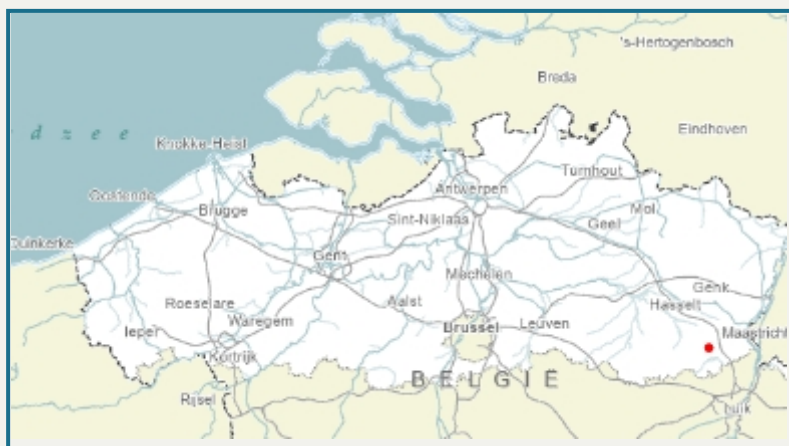 's-Hertogenbosch
Breda
dzee
Eindhoven
Knokke-Heist
Turnhout
Antwerpen
Oostende
Brugge
Sint-Niklaas
Geel
Mol
Duinkerke
Gent
Mechelen
Genk
Roeselare
Aalst
Hasselt
Ieper
Waregem
Brussel
Leuven
Maastricht
Kortrijk
BELGIË
Rijsel
Luik